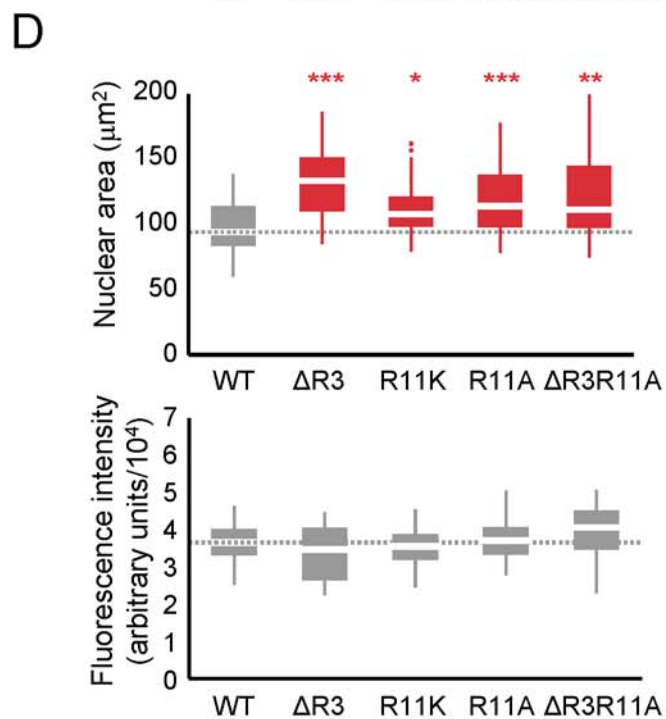 D
Nuclear area (μm²)
200
150
100
50
0
*** * *** **
WT ΔR3 R11K R11A ΔR3R11A
Fluorescence intensity
(arbitrary units/10⁴)
7
6
5
4
3
2
1
0
WT ΔR3 R11K R11A ΔR3R11A